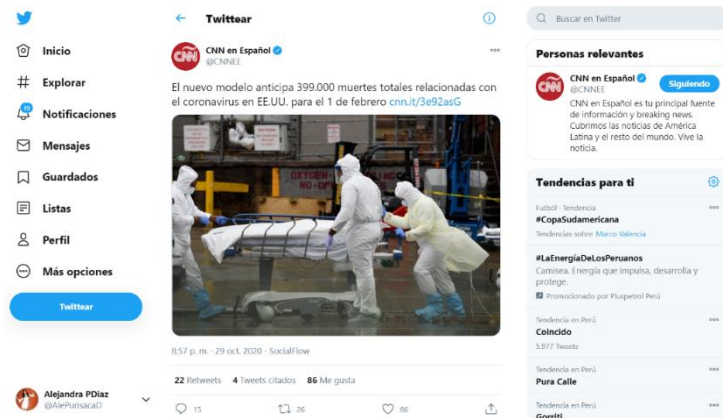 Inicio
Explorar
Notificaciones
Mensajes
Guardados
Listas
Perfil
Más opciones
Twittear
Alejandra PDiaz
@AlePurisacaD
Twittear
CNN en Español
@CNNEE
El nuevo modelo anticipa 399.000 muertes totales relacionadas con
el coronavirus en EE.UU. para el 1 de febrero cnn.it/3e92asG
OXYGEN
8:57 p. m. · 29 oct. 2020 · SocialFlow
22 Retweets 4 Tweets citados 86 Me gusta
15 26 86
Buscar en Twitter
Personas relevantes
CNN en Español
@CNNEE
Siguiendo
CNN en Español es tu principal fuente
de información y breaking news.
Cubrimos las noticias de América
Latina y el resto del mundo. Vive la
noticia.
Tendencias para ti
Futból · Tendencia
#CopaSudamericana
Tendencias sobre Marco Valencia
#LaEnergíaDeLosPeruanos
Camisea. Energía que impulsa, desarrolla y
protege.
Promocionado por Pluspetrol Perú
Tendencia en Perú
Coincido
5.877 Tweets
Tendencia en Perú
Pura Calle
Tendencia en Perú
Gorriti